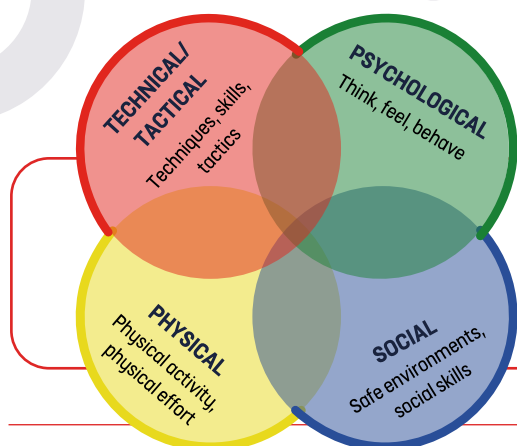 TECHNICAL/
TACTICAL
Techniques, skills,
tactics
PSYCHOLOGICAL
Think, feel, behave
PHYSICAL
Physical activity,
physical effort
SOCIAL
Safe environments,
social skills